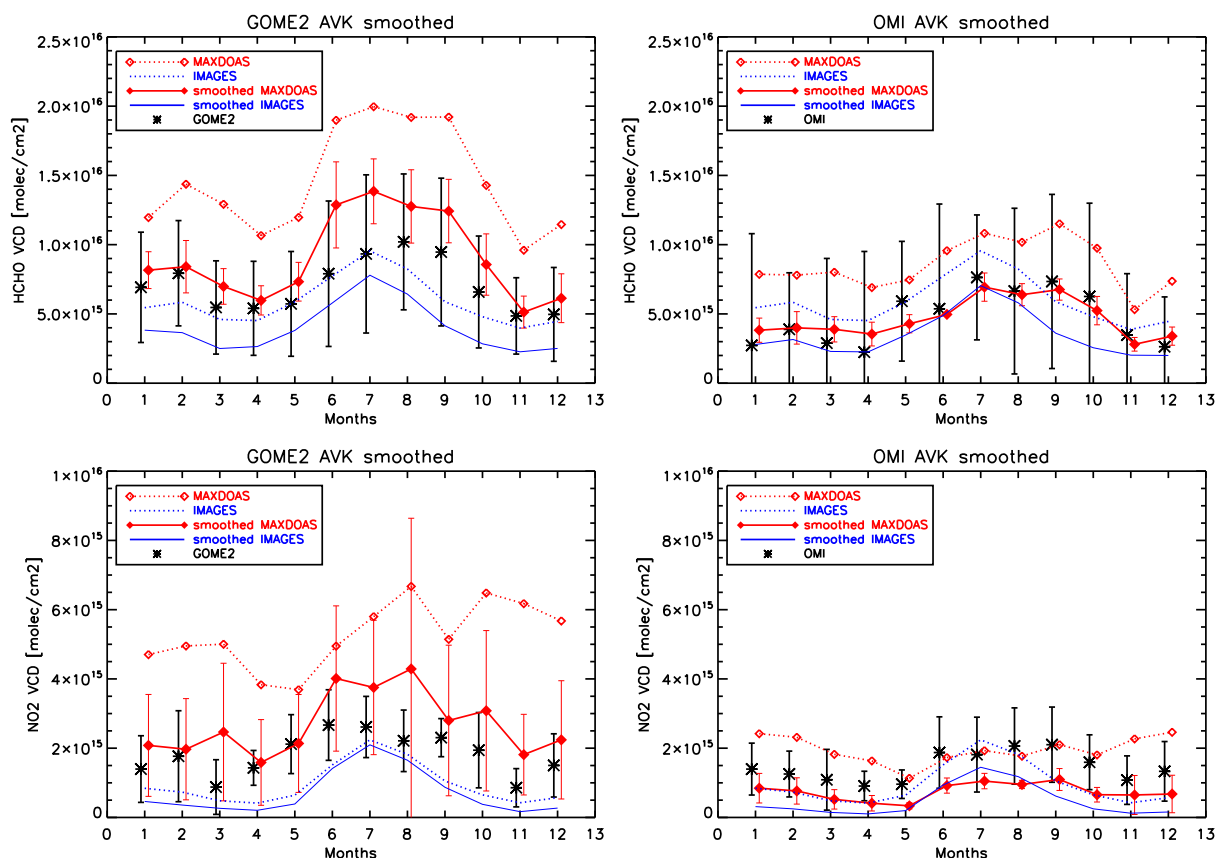 GOME2 AVK smoothed
HCHO VCD [molec/cm2]
2.5×10^16
2.0×10^16
1.5×10^16
1.0×10^16
5.0×10^15
0
MAXDOAS
IMAGES
smoothed MAXDOAS
smoothed IMAGES
GOME2
0 1 2 3 4 5 6 7 8 9 10 11 12 13
Months
OMI AVK smoothed
HCHO VCD [molec/cm2]
2.5×10^16
2.0×10^16
1.5×10^16
1.0×10^16
5.0×10^15
0
MAXDOAS
IMAGES
smoothed MAXDOAS
smoothed IMAGES
OMI
0 1 2 3 4 5 6 7 8 9 10 11 12 13
Months
GOME2 AVK smoothed
NO2 VCD [molec/cm2]
1×10^16
8×10^15
6×10^15
4×10^15
2×10^15
0
MAXDOAS
IMAGES
smoothed MAXDOAS
smoothed IMAGES
GOME2
0 1 2 3 4 5 6 7 8 9 10 11 12 13
Months
OMI AVK smoothed
NO2 VCD [molec/cm2]
1×10^16
8×10^15
6×10^15
4×10^15
2×10^15
0
MAXDOAS
IMAGES
smoothed MAXDOAS
smoothed IMAGES
OMI
0 1 2 3 4 5 6 7 8 9 10 11 12 13
Months